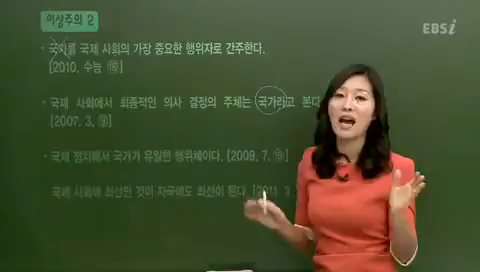 이상주의 2
EBSi
· 국가를 국제 사회의 가장 중요한 행위자로 간주한다.
[2010. 수능 ⑱]
· 국제 사회에서 최종적인 의사 결정의 주체는 국가라고 본다
[2007. 3. ⑨]
· 국제 정치에서 국가가 유일한 행위체이다. [2009. 7.
· 국제 사회에 최선인 것이 자국에도 최선이 된다. [2011. 3.